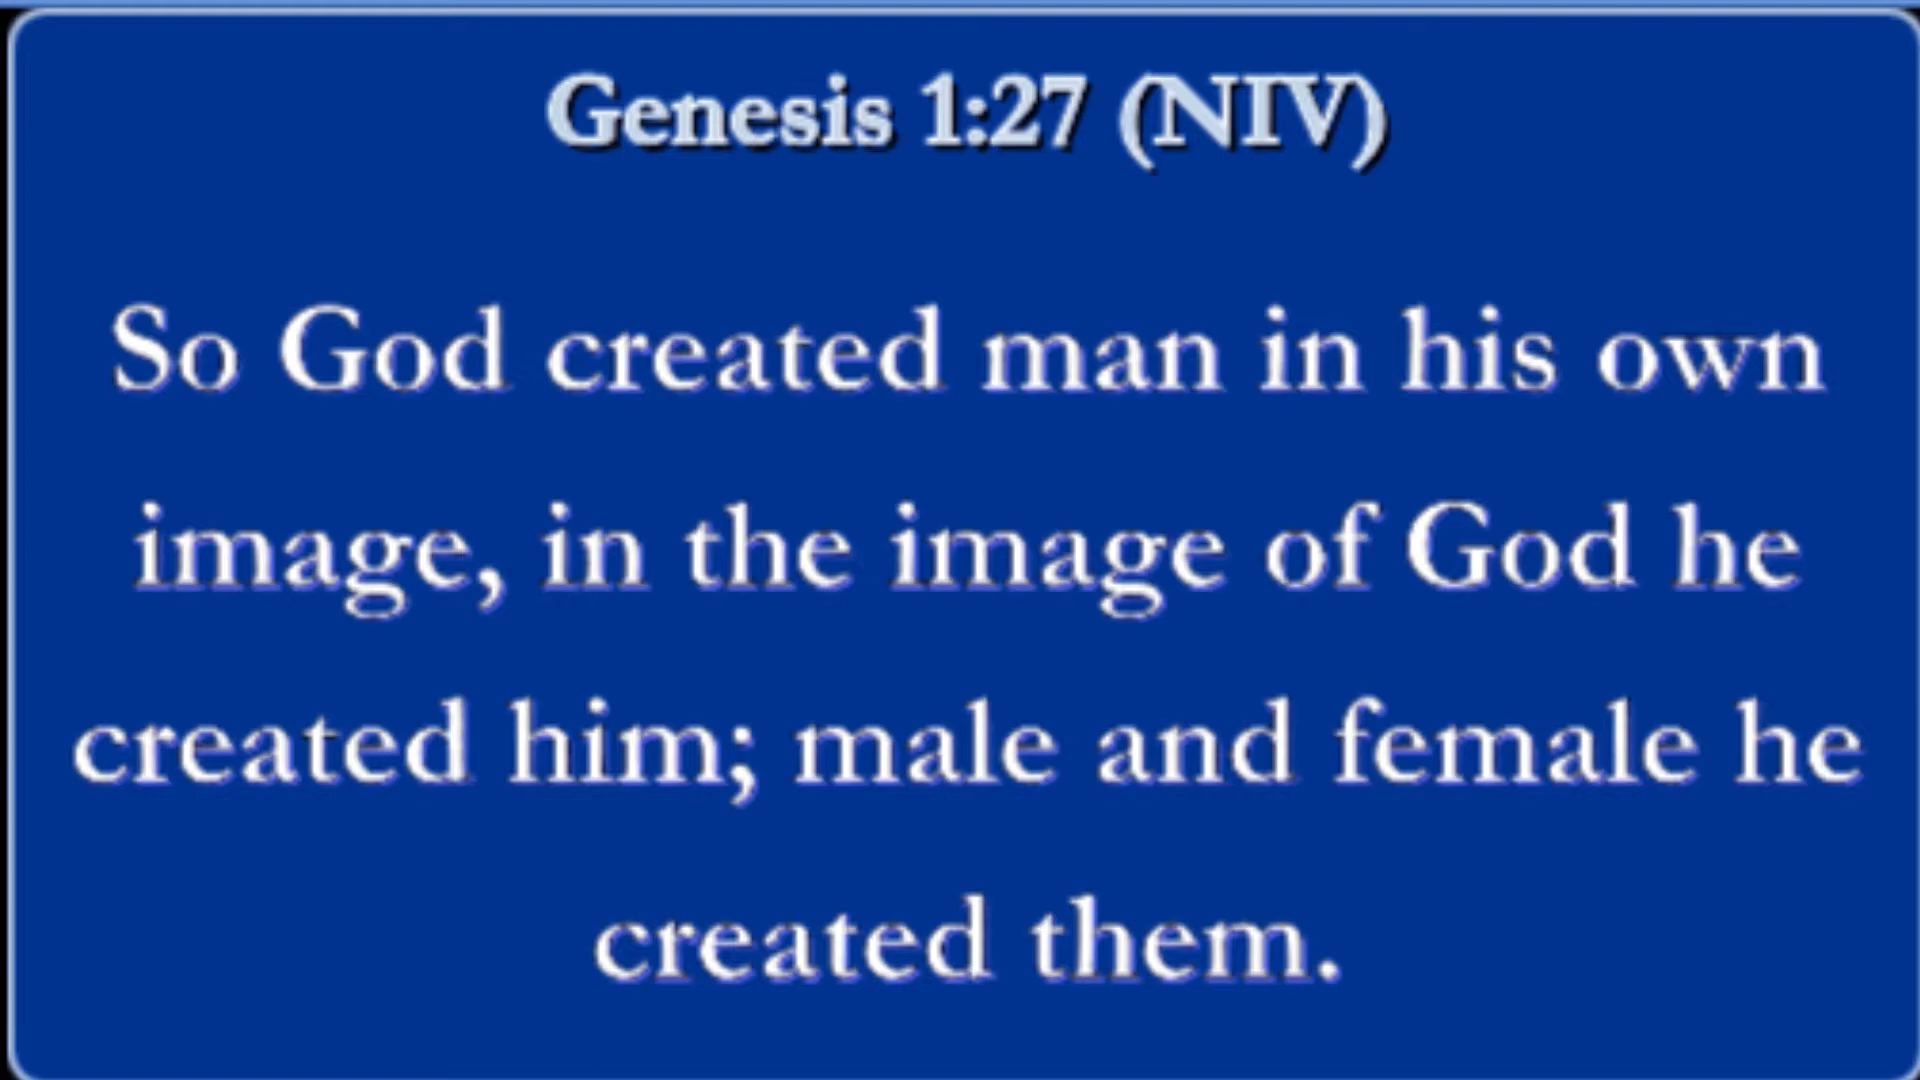 Genesis 1:27 (NIV)
So God created man in his own
image, in the image of God he
created him; male and female he
created them.